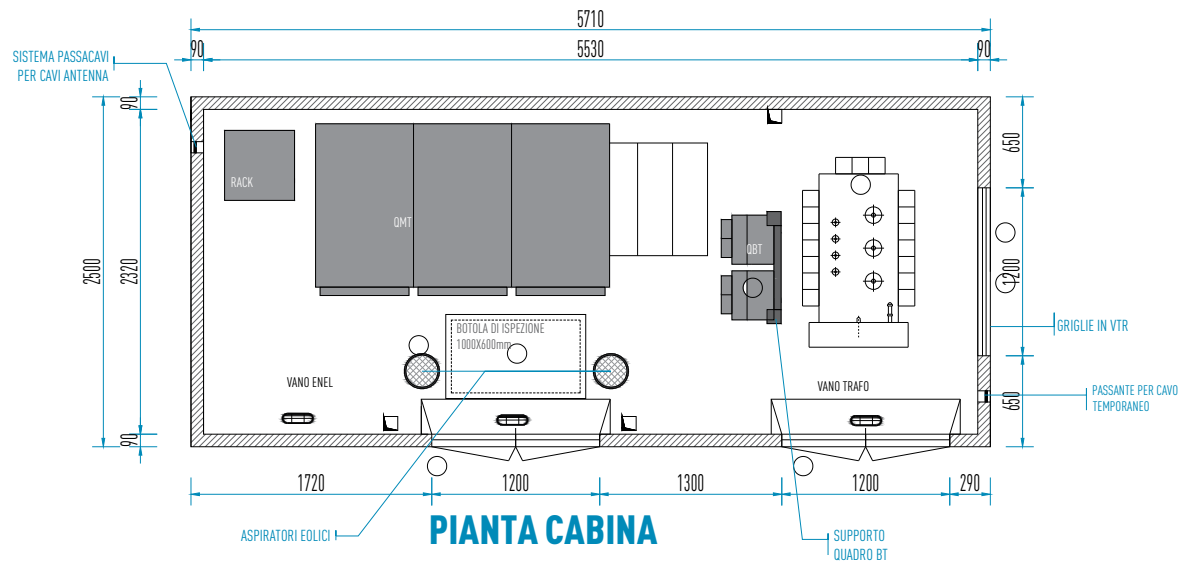 5710
90
5530
90
SISTEMA PASSACAVI
PER CAVI ANTENNA
90
650
RACK
QMT
QBT
2500
2320
1200
BOTOLA DI ISPEZIONE
1000X600mm
GRIGLIE IN VTR
VANO ENEL
VANO TRAFO
650
PASSANTE PER CAVO
TEMPORANEO
90
1720
1200
1300
1200
290
ASPIRATORI EOLICI
PIANTA CABINA
SUPPORTO
QUADRO BT